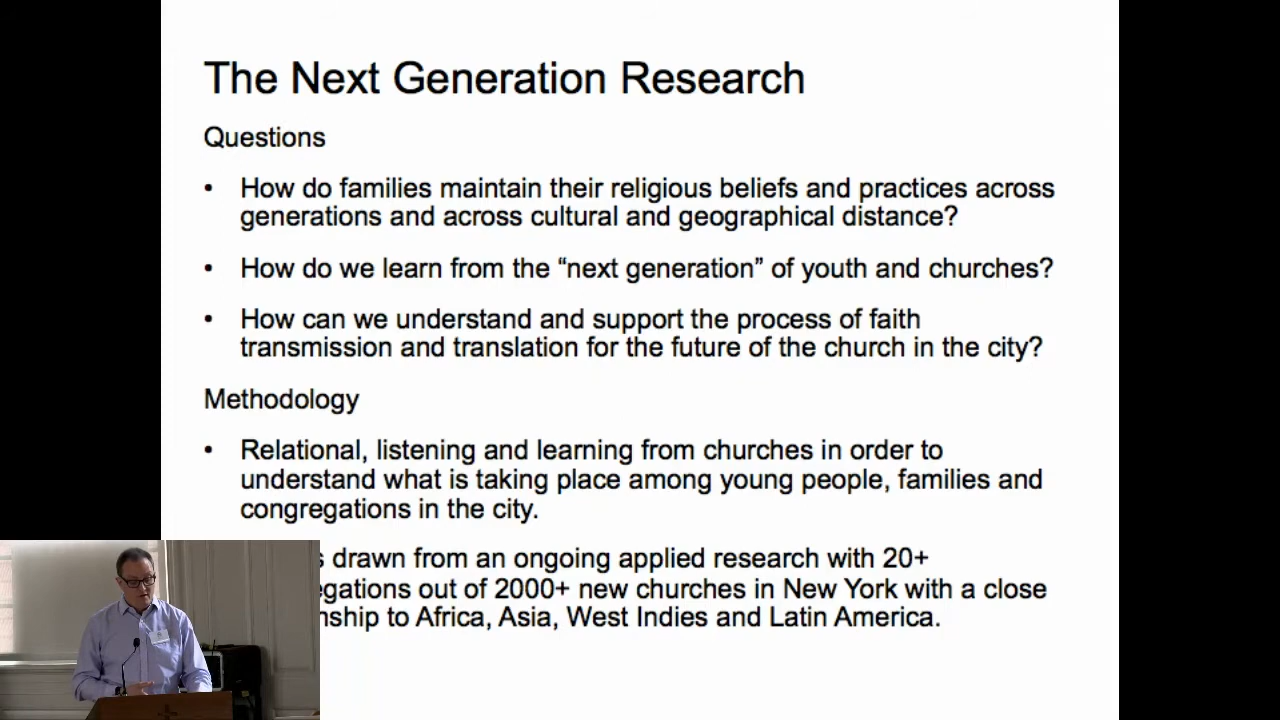 The Next Generation Research
Questions
• How do families maintain their religious beliefs and practices across
generations and across cultural and geographical distance?
• How do we learn from the “next generation” of youth and churches?
• How can we understand and support the process of faith
transmission and translation for the future of the church in the city?
Methodology
• Relational, listening and learning from churches in order to
understand what is taking place among young people, families and
congregations in the city.
drawn from an ongoing applied research with 20+
out of 2000+ new churches in New York with a close
to Africa, Asia, West Indies and Latin America.